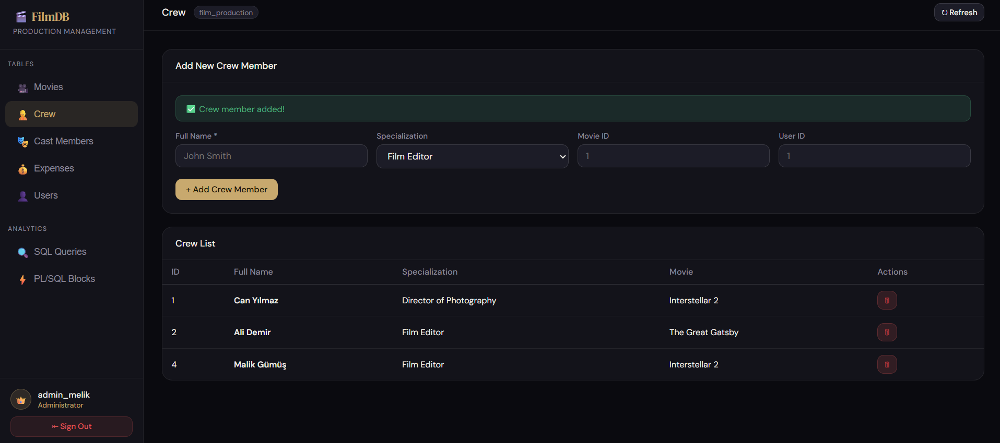 FilmDB
PRODUCTION MANAGEMENT
TABLES
Movies
Crew
Cast Members
Expenses
Users
ANALYTICS
SQL Queries
PL/SQL Blocks
admin_melik
Administrator
⇤ Sign Out
Crew film_production
↻ Refresh
Add New Crew Member
✅ Crew member added!
Full Name * Specialization Movie ID User ID
John Smith Film Editor 1 1
+ Add Crew Member
Crew List
ID Full Name Specialization Movie Actions
1 Can Yılmaz Director of Photography Interstellar 2
2 Ali Demir Film Editor The Great Gatsby
4 Malik Gümüş Film Editor Interstellar 2